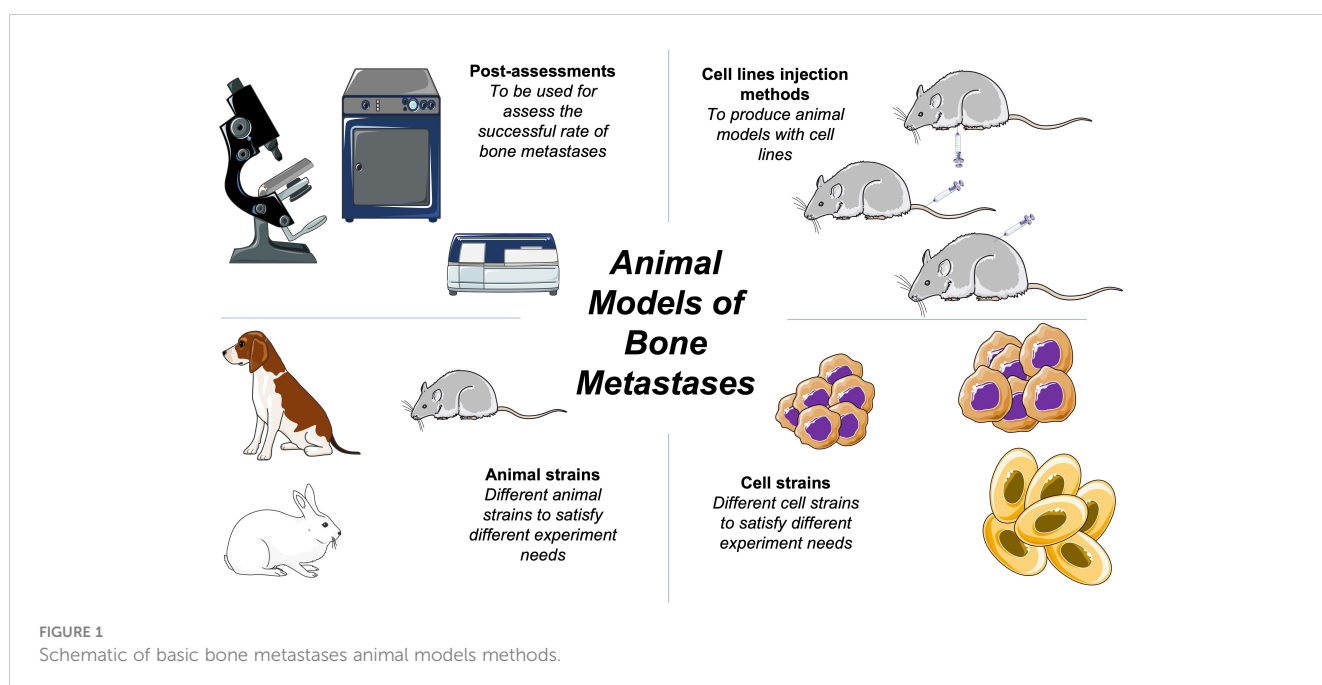 Post-assessments
To be used for
assess the
successful rate of
bone metastases
Cell lines injection
methods
To produce animal
models with cell
lines
Animal
Models of
Bone
Metastases
Animal strains
Different animal
strains to satisfy
different experiment
needs
Cell strains
Different cell strains
to satisfy different
experiment needs
FIGURE 1
Schematic of basic bone metastases animal models methods.